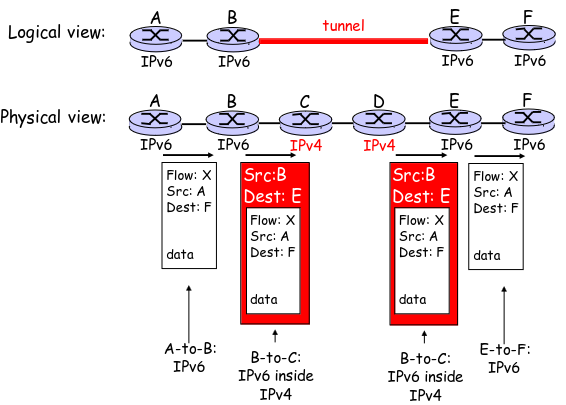 Logical view:
A B tunnel E F
IPv6 IPv6 IPv6 IPv6
Physical view:
A B C D E F
IPv6 IPv6 IPv4 IPv4 IPv6 IPv6
Flow: X
Src: A
Dest: F
data
Src:B
Dest: E
Flow: X
Src: A
Dest: F
data
Src:B
Dest: E
Flow: X
Src: A
Dest: F
data
Flow: X
Src: A
Dest: F
data
A-to-B:
IPv6
B-to-C:
IPv6 inside
IPv4
B-to-C:
IPv6 inside
IPv4
E-to-F:
IPv6